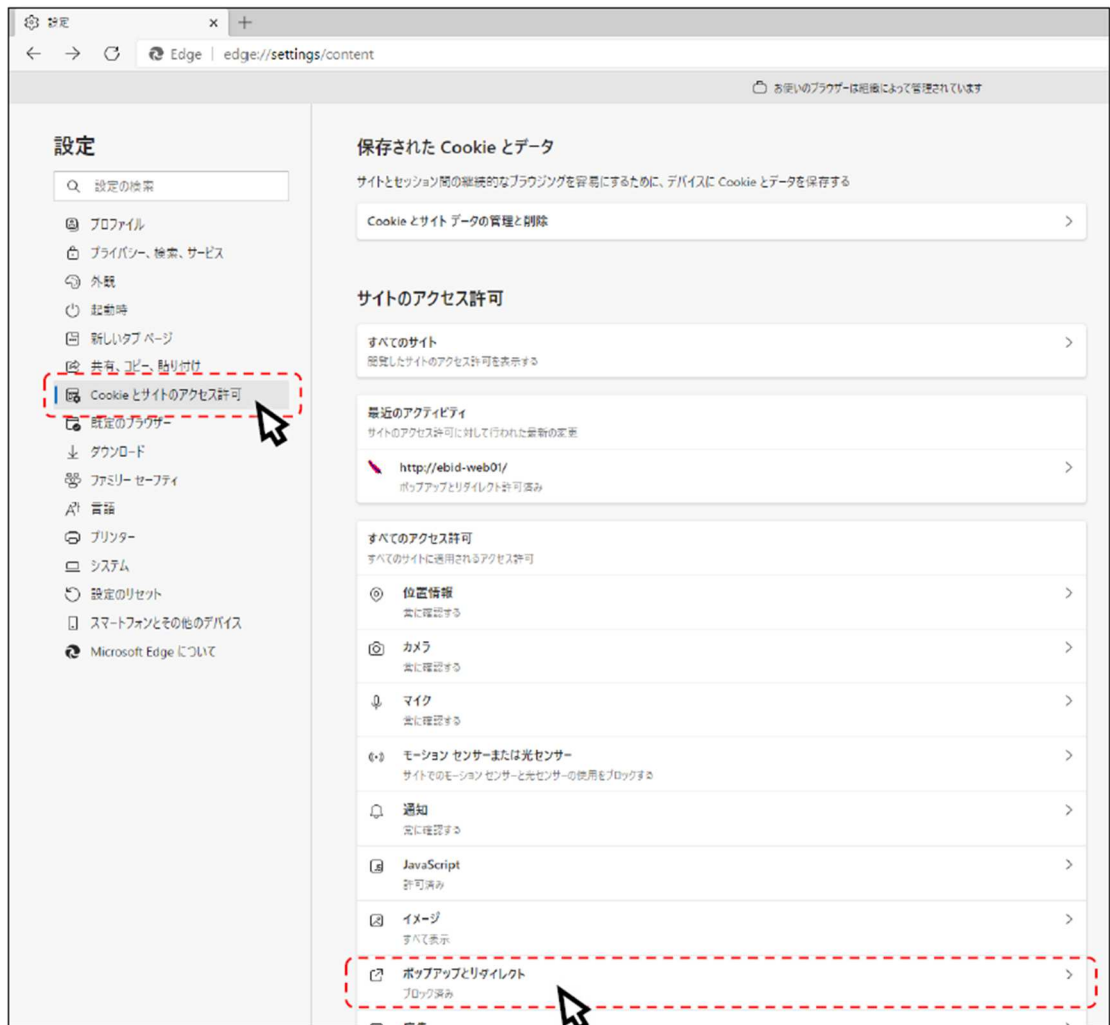 設定
Edge edge://settings/content
お使いのブラウザーは組織によって管理されています
設定
設定の検索
プロファイル
プライバシー、検索、サービス
外観
起動時
新しいタブ ページ
共有、コピー、貼り付け
Cookie とサイトのアクセス許可
既定のブラウザー
ダウンロード
ファミリー セーフティ
言語
プリンター
システム
設定のリセット
スマートフォンとその他のデバイス
Microsoft Edge について
保存された Cookie とデータ
サイトとセッション間の継続的なブラウジングを容易にするために、デバイスに Cookie とデータを保存する
Cookie とサイト データの管理と削除
サイトのアクセス許可
すべてのサイト
開発したサイトのアクセス許可を表示する
最近のアクティビティ
サイトのアクセス許可に対して行われた最新の変更
http://ebid-web01/
ポップアップとリダイレクト許可済み
すべてのアクセス許可
すべてのサイトに適用されるアクセス許可
位置情報
常に確認する
カメラ
常に確認する
マイク
常に確認する
モーション センサーまたは光センサー
サイトでのモーション センサーと光センサーの使用をブロックする
通知
常に確認する
JavaScript
許可済み
イメージ
すべて表示
ポップアップとリダイレクト
ブロック済み